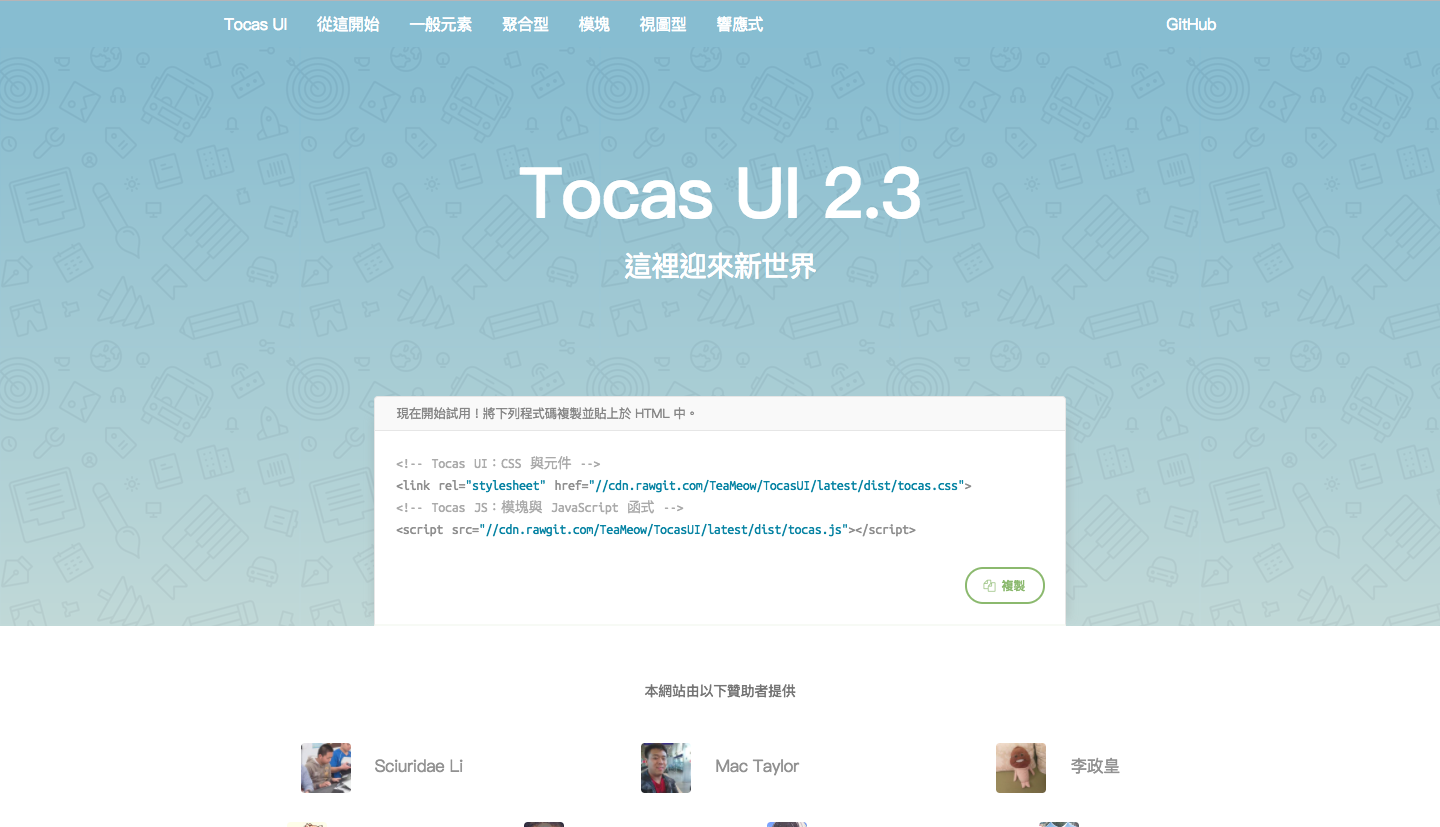 Tocas UI 從這開始 一般元素 聚合型 模塊 視圖型 響應式 GitHub
Tocas UI 2.3
這裡迎來新世界
現在開始試用！將下列程式碼複製並貼上於 HTML 中。
<!-- Tocas UI：CSS 與元件 -->
<link rel="stylesheet" href="//cdn.rawgit.com/TeaMeow/TocasUI/latest/dist/tocas.css">
<!-- Tocas JS：模塊與 JavaScript 函式 -->
<script src="//cdn.rawgit.com/TeaMeow/TocasUI/latest/dist/tocas.js"></script>
複製
本網站由以下贊助者提供
Sciuridae Li Mac Taylor 李政皇